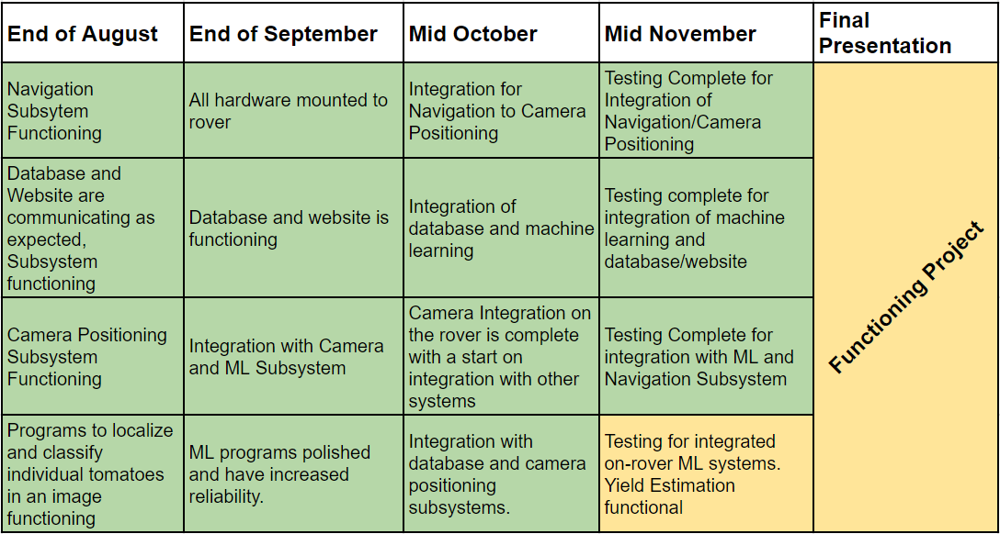 End of August
End of September
Mid October
Mid November
Final
Presentation
Navigation
Subsytem
Functioning
All hardware mounted to
rover
Integration for
Navigation to Camera
Positioning
Testing Complete for
Integration of
Navigation/Camera
Positioning
Functioning Project
Database and
Website are
communicating as
expected,
Subsystem
functioning
Database and website is
functioning
Integration of
database and machine
learning
Testing complete for
integration of machine
learning and
database/website
Camera Positioning
Subsystem
Functioning
Integration with Camera
and ML Subsystem
Camera Integration on
the rover is complete
with a start on
integration with other
systems
Testing Complete for
integration with ML and
Navigation Subsystem
Programs to localize
and classify
individual tomatoes
in an image
functioning
ML programs polished
and have increased
reliability.
Integration with
database and camera
positioning
subsystems.
Testing for integrated
on-rover ML systems.
Yield Estimation
functional